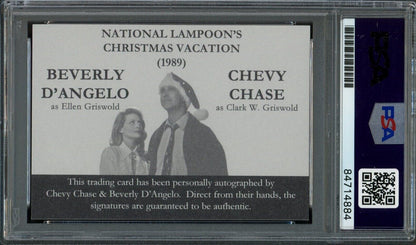 NATIONAL LAMPOON'S
CHRISTMAS VACATION
(1989)
BEVERLY
D'ANGELO
as Ellen Griswold
CHEVY
CHASE
as Clark W. Griswold
This trading card has been personally autographed by
Chevy Chase & Beverly D'Angelo. Direct from their hands, the
signatures are guaranteed to be authentic.
PSA
PSA
84714884